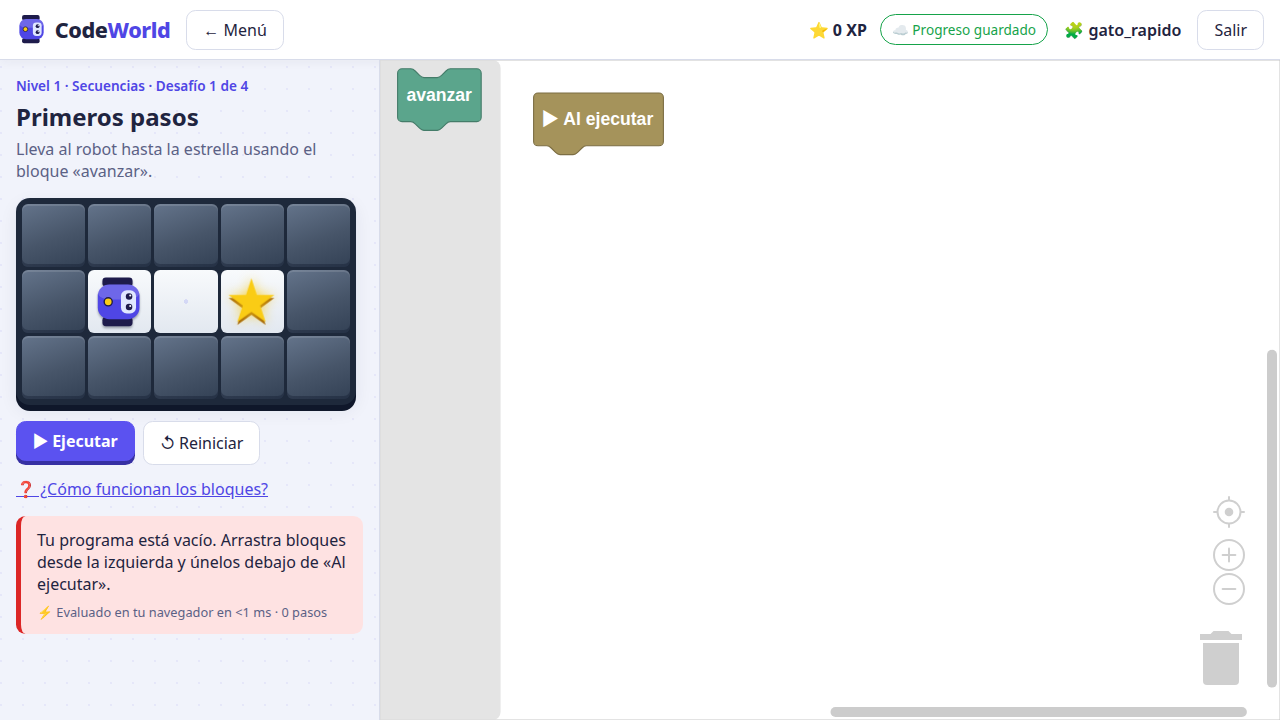 CodeWorld
← Menú
⭐ 0 XP
☁️ Progreso guardado
🧩 gato_rapido
Salir
Nivel 1 · Secuencias · Desafío 1 de 4
Primeros pasos
Lleva al robot hasta la estrella usando el
bloque «avanzar».
▶ Ejecutar
↺ Reiniciar
❓ ¿Cómo funcionan los bloques?
Tu programa está vacío. Arrastra bloques
desde la izquierda y únelos debajo de «Al
ejecutar».
⚡ Evaluado en tu navegador en <1 ms · 0 pasos
avanzar
▶ Al ejecutar